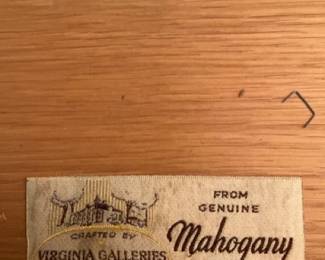 CRAFTED BY
VIRGINIA GALLERIES
FROM
GENUINE
Mahogany